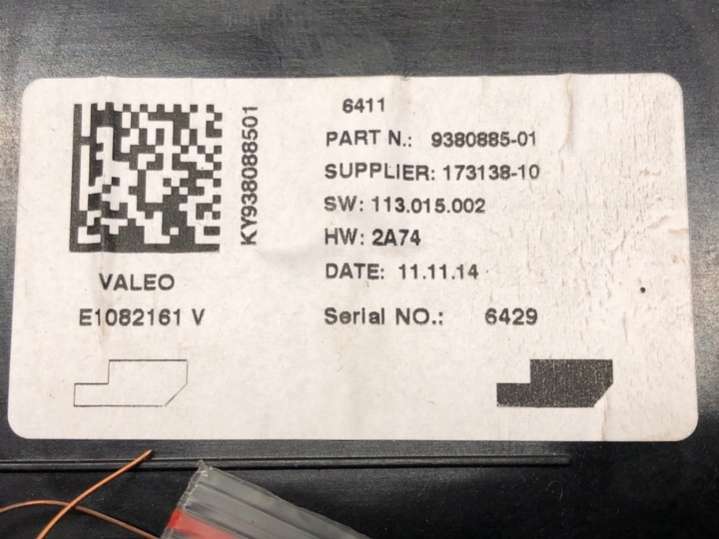 KY938088501
VALEO
E1082161 V
6411
PART N.: 9380885-01
SUPPLIER: 173138-10
SW: 113.015.002
HW: 2A74
DATE: 11.11.14
Serial NO.: 6429